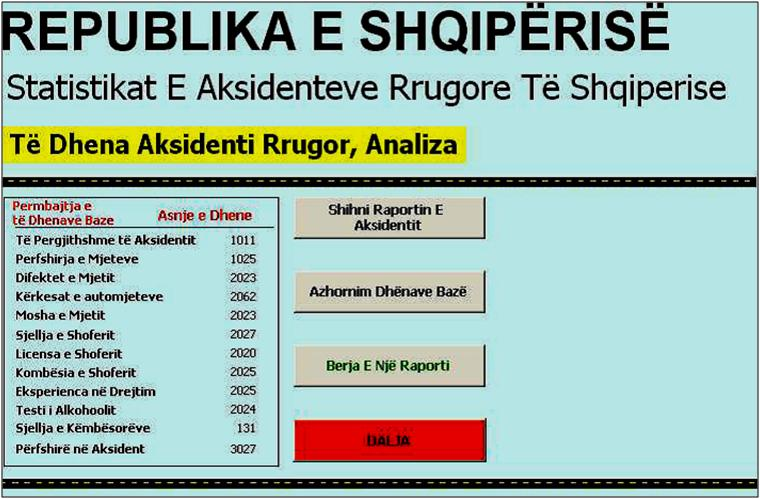 REPUBLIKA E SHQIPËRISË
Statistikat E Aksidenteve Rrugore Të Shqiperise
Të Dhena Aksidenti Rrugor, Analiza
Permbajtja e
të Dhenave Baze Asnje e Dhene
Të Pergjithshme të Aksidentit 1011
Perfshirja e Mjeteve 1025
Difektet e Mjetit 2023
Kërkesat e automjeteve 2062
Mosha e Mjetit 2023
Sjellja e Shoferit 2027
Licensa e Shoferit 2020
Kombësia e Shoferit 2025
Eksperienca në Drejtim 2025
Testi i Alkohoolit 2024
Sjellja e Këmbësorëve 131
Përfshirë në Aksident 3027
Shihni Raportin E
Aksidentit
Azhornim Dhënave Bazë
Berja E Një Raporti
DALJA